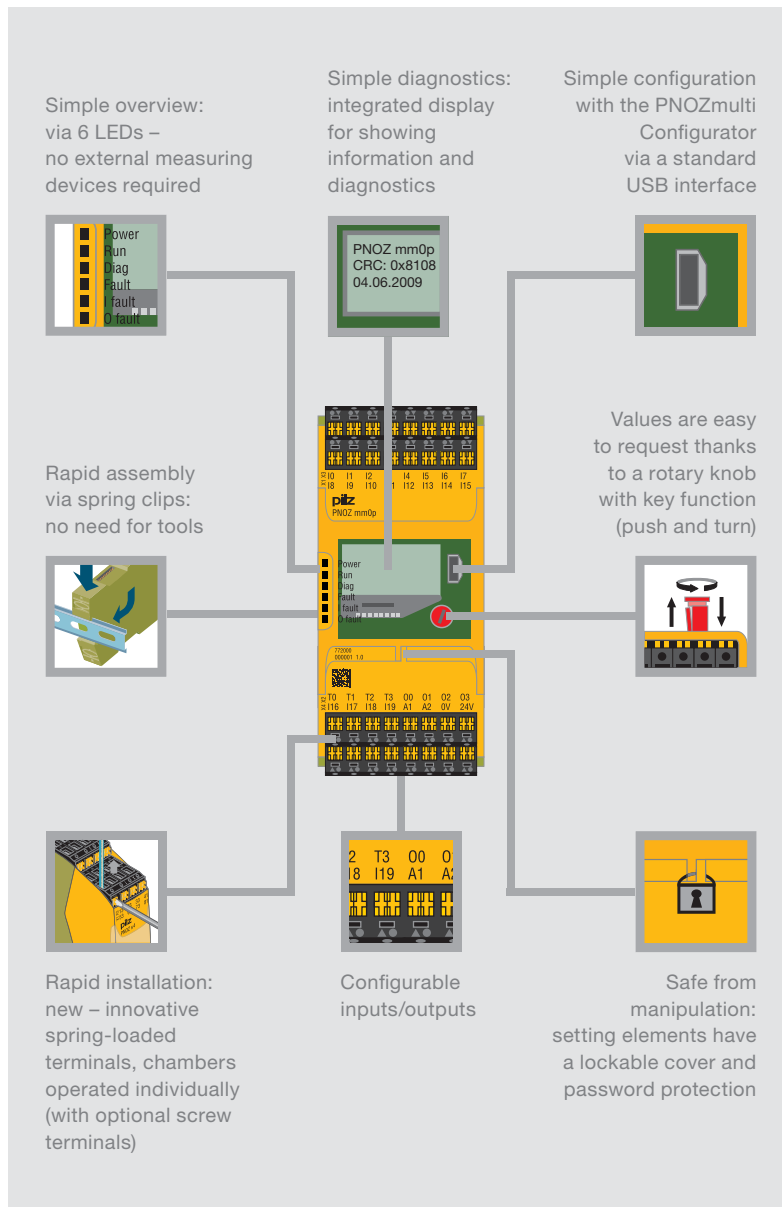 Simple overview:
via 6 LEDs –
no external measuring
devices required
Simple diagnostics:
integrated display
for showing
information and
diagnostics
Simple configuration
with the PNOZmulti
Configurator
via a standard
USB interface
Power
Run
Diag
Fault
I fault
O fault
PNOZ mm0p
CRC: 0x8108
04.06.2009
Values are easy
to request thanks
to a rotary knob
with key function
(push and turn)
Rapid assembly
via spring clips:
no need for tools
I0 I1 I2 I4 I5 I6 I7
I8 I9 I10 I12 I13 I14 I15
pilz
PNOZ mm0p
Power
Run
Diag
Fault
I fault
O fault
772000
000001 1.0
T0 T1 T2 T3 O0 O1 O2 O3
I16 I17 I18 I19 A1 A2 0V 24V
2 T3 O0 O
18 I19 A1 A2
pilz
Rapid installation:
new – innovative
spring-loaded
terminals, chambers
operated individually
(with optional screw
terminals)
Configurable
inputs/outputs
Safe from
manipulation:
setting elements have
a lockable cover and
password protection